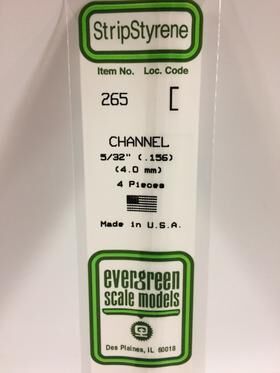 StripStyrene
Item No. Loc. Code
265 [
CHANNEL
5/32" (.156)
(4.0 mm)
4 Pieces
Made in U.S.A.
evergreen
scale models
Des Plaines, IL 60018